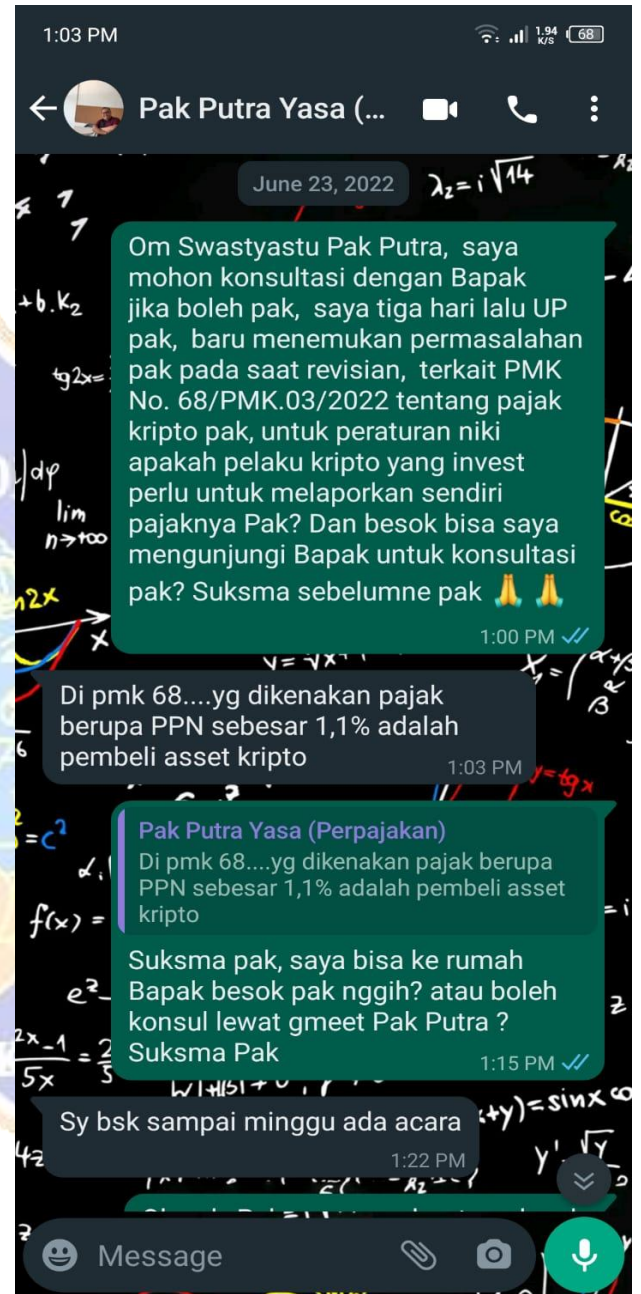 1:03 PM
1.94 K/S 68
Pak Putra Yasa (...
June 23, 2022
λ₂= i√14
Om Swastyastu Pak Putra, saya
mohon konsultasi dengan Bapak
jika boleh pak, saya tiga hari lalu UP
pak, baru menemukan permasalahan
pak pada saat revisian, terkait PMK
No. 68/PMK.03/2022 tentang pajak
kripto pak, untuk peraturan niki
apakah pelaku kripto yang invest
perlu untuk melaporkan sendiri
pajaknya Pak? Dan besok bisa saya
mengunjungi Bapak untuk konsultasi
pak? Suksma sebelumne pak 🙏 🙏
1:00 PM
+b.K₂
tg2x=
lim
n→+∞
Di pmk 68....yg dikenakan pajak
berupa PPN sebesar 1,1% adalah
pembeli asset kripto
1:03 PM
y=tgx
Pak Putra Yasa (Perpajakan)
Di pmk 68....yg dikenakan pajak berupa
PPN sebesar 1,1% adalah pembeli asset
kripto
Suksma pak, saya bisa ke rumah
Bapak besok pak nggih? atau boleh
konsul lewat gmeet Pak Putra ?
Suksma Pak
1:15 PM
=c²
f(x) =
Sy bsk sampai minggu ada acara
1:22 PM
Message